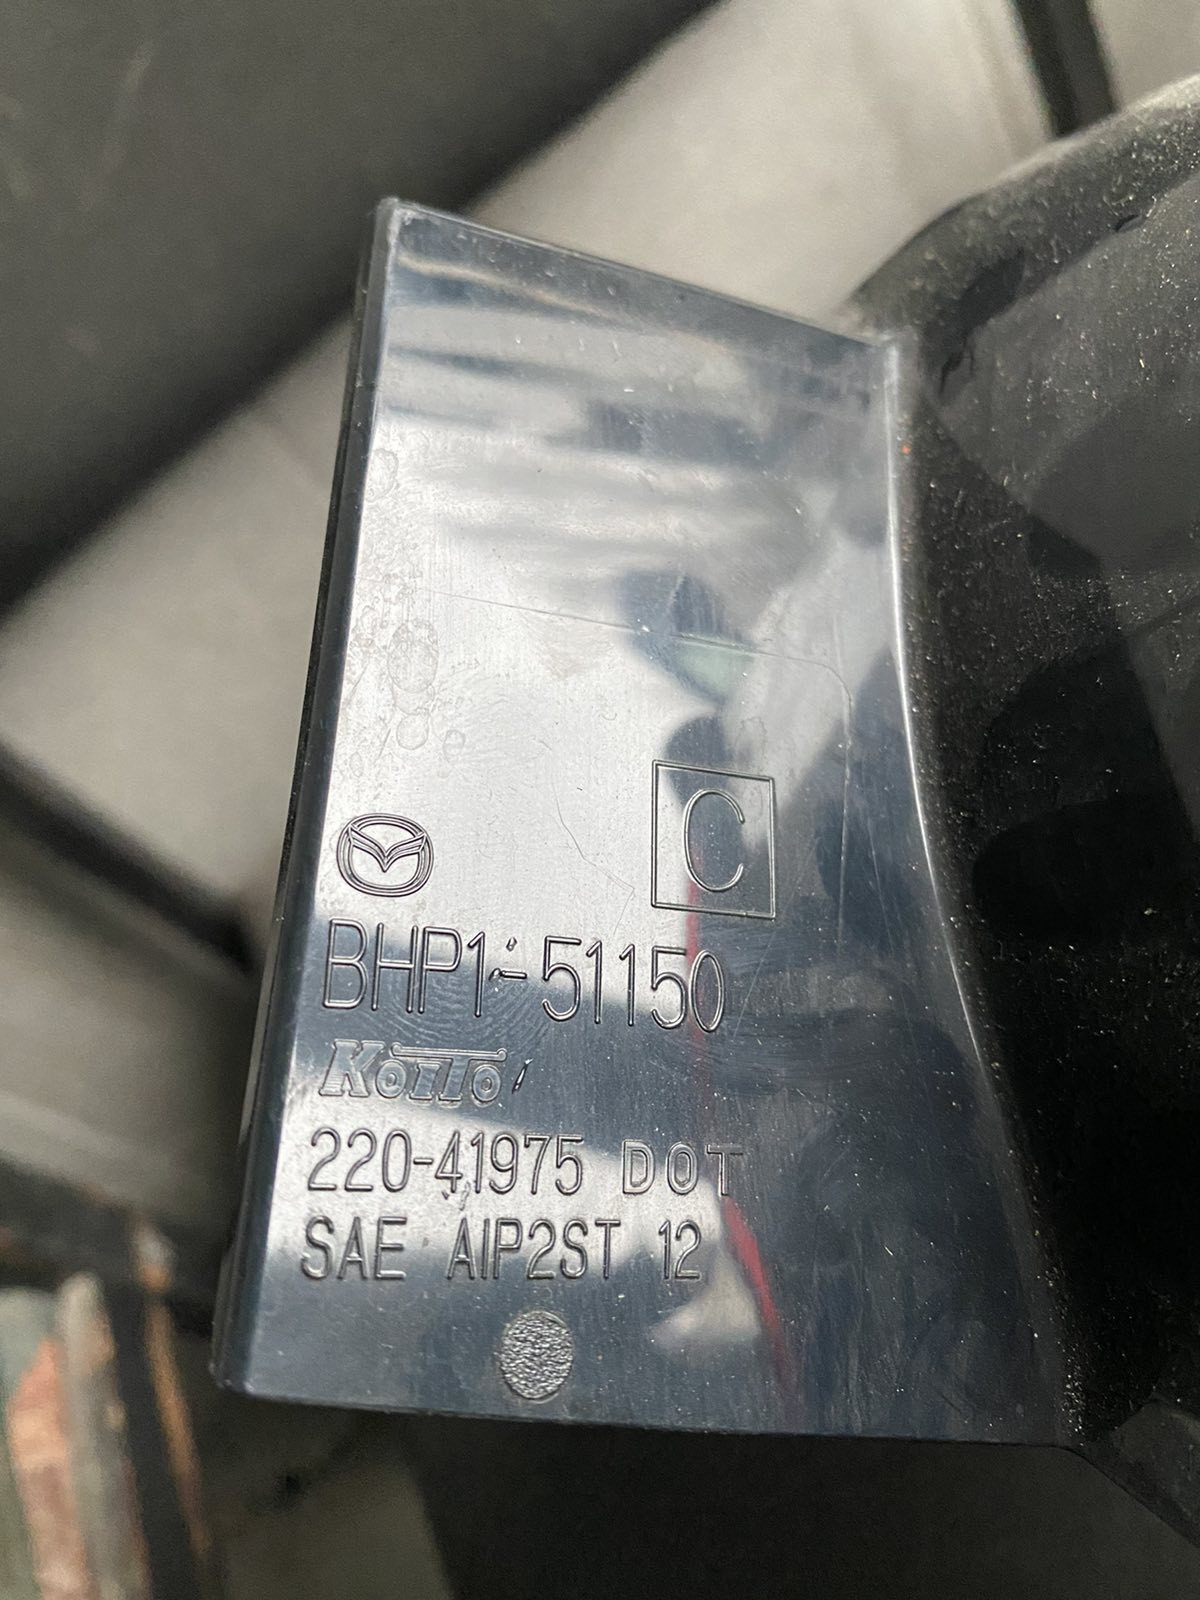 C
BHP1-51150
KOITO
220-41975 DOT
SAE AIP2ST 12